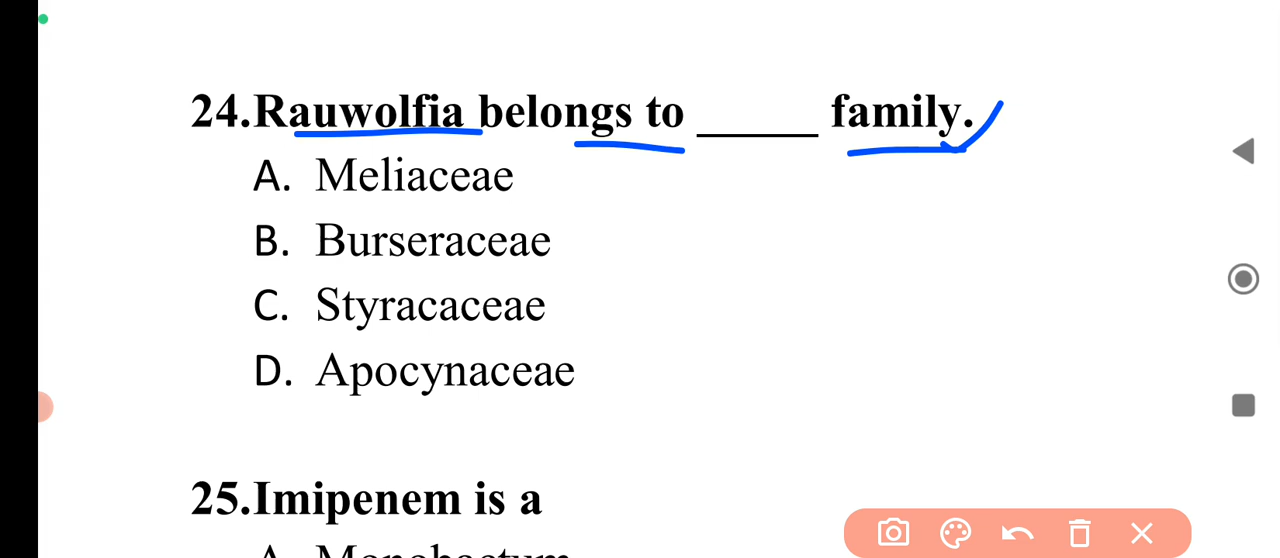 24.Rauwolfia belongs to _____ family.
A. Meliaceae
B. Burseraceae
C. Styracaceae
D. Apocynaceae
25.Imipenem is a